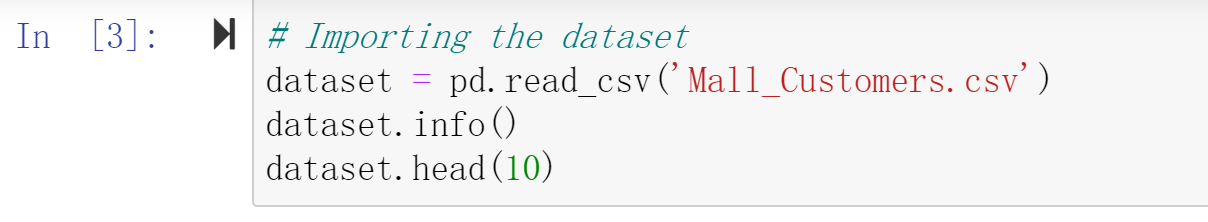 In [3]: # Importing the dataset
dataset = pd.read_csv('Mall_Customers.csv')
dataset.info()
dataset.head(10)